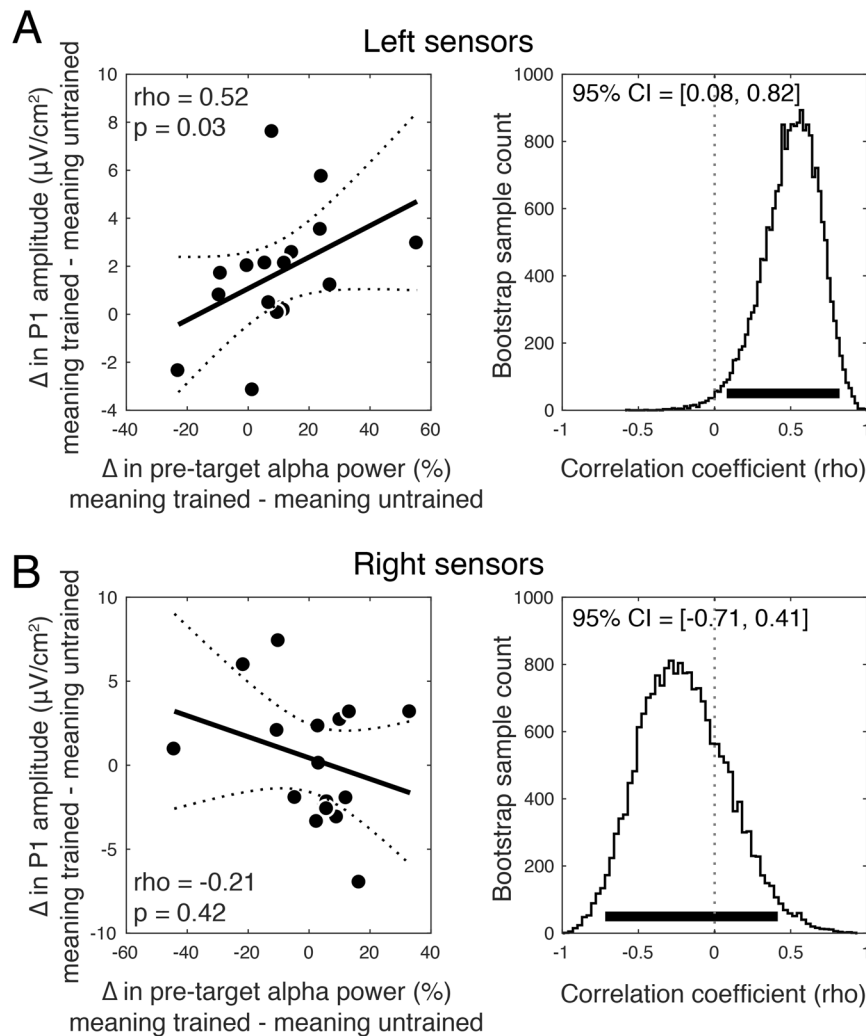 A
Left sensors
Δ in P1 amplitude (µV/cm²)
meaning trained - meaning untrained
10
8
6
4
2
0
-2
-4
rho = 0.52
p = 0.03
-40
-20
0
20
40
60
Δ in pre-target alpha power (%)
meaning trained - meaning untrained
Bootstrap sample count
1000
800
600
400
200
0
95% CI = [0.08, 0.82]
-1
-0.5
0
0.5
1
Correlation coefficient (rho)
B
Right sensors
Δ in P1 amplitude (µV/cm²)
meaning trained - meaning untrained
10
5
0
-5
-10
rho = -0.21
p = 0.42
-60
-40
-20
0
20
40
Δ in pre-target alpha power (%)
meaning trained - meaning untrained
Bootstrap sample count
1000
800
600
400
200
0
95% CI = [-0.71, 0.41]
-1
-0.5
0
0.5
1
Correlation coefficient (rho)